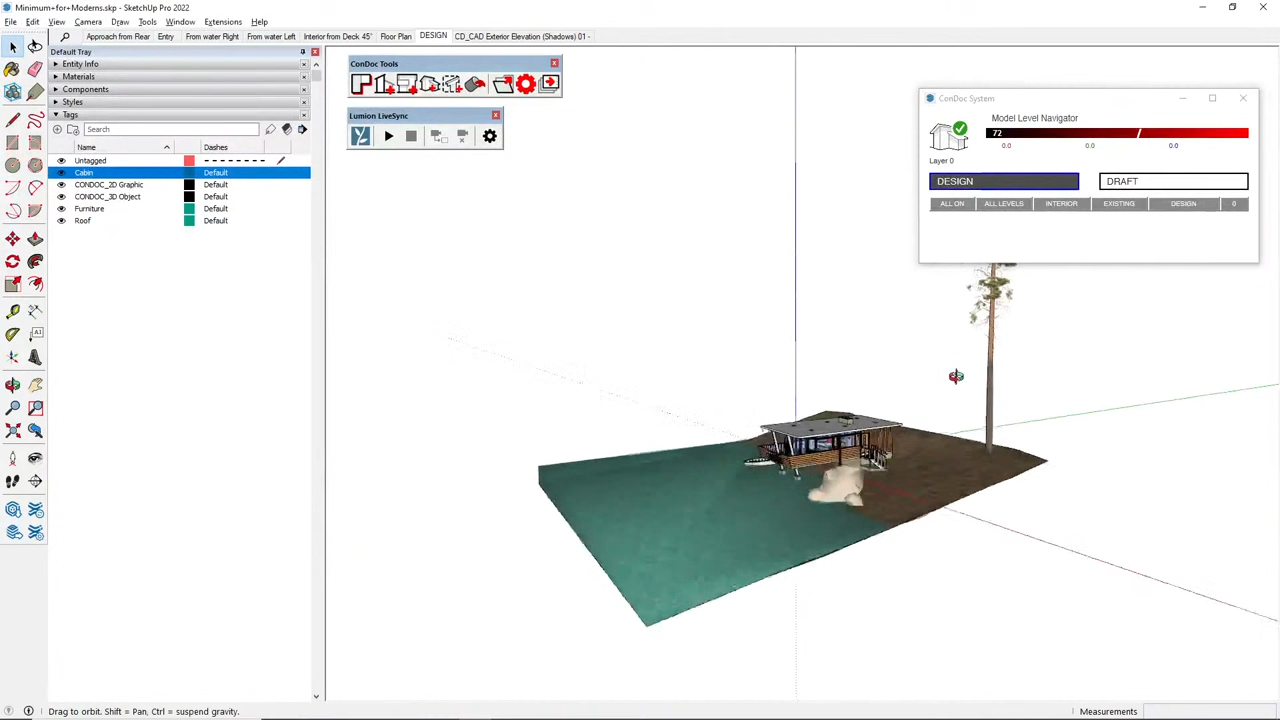 Minimum+for+Moderns.skp - SketchUp Pro 2022
File Edit View Camera Draw Tools Window Extensions Help
Approach from Rear Entry From water Right From water Left Interior from Deck 45° Floor Plan DESIGN CD_CAD Exterior Elevation (Shadows) 01 -
Default Tray
Entity Info
Materials
Components
Styles
Tags
Search
Name Dashes
Untagged
Cabin Default
CONDOC_2D Graphic Default
CONDOC_3D Object Default
Furniture Default
Roof Default
ConDoc Tools
Lumion LiveSync
ConDoc System
Model Level Navigator
72
0.0 0.0 0.0
Layer 0
DESIGN DRAFT
ALL ON ALL LEVELS INTERIOR EXISTING DESIGN 0
AI
Drag to orbit. Shift = Pan, Ctrl = suspend gravity.
Measurements